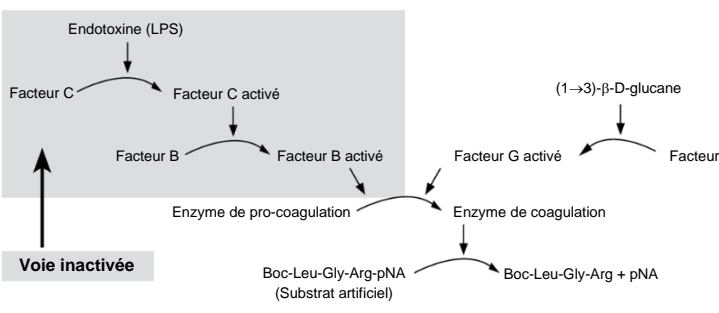 Endotoxine (LPS)
Facteur C
Facteur C activé
(1→3)-β-D-glucane
Facteur B
Facteur B activé
Facteur G activé
Facteur
Enzyme de pro-coagulation
Enzyme de coagulation
Voie inactivée
Boc-Leu-Gly-Arg-pNA
(Substrat artificiel)
Boc-Leu-Gly-Arg + pNA